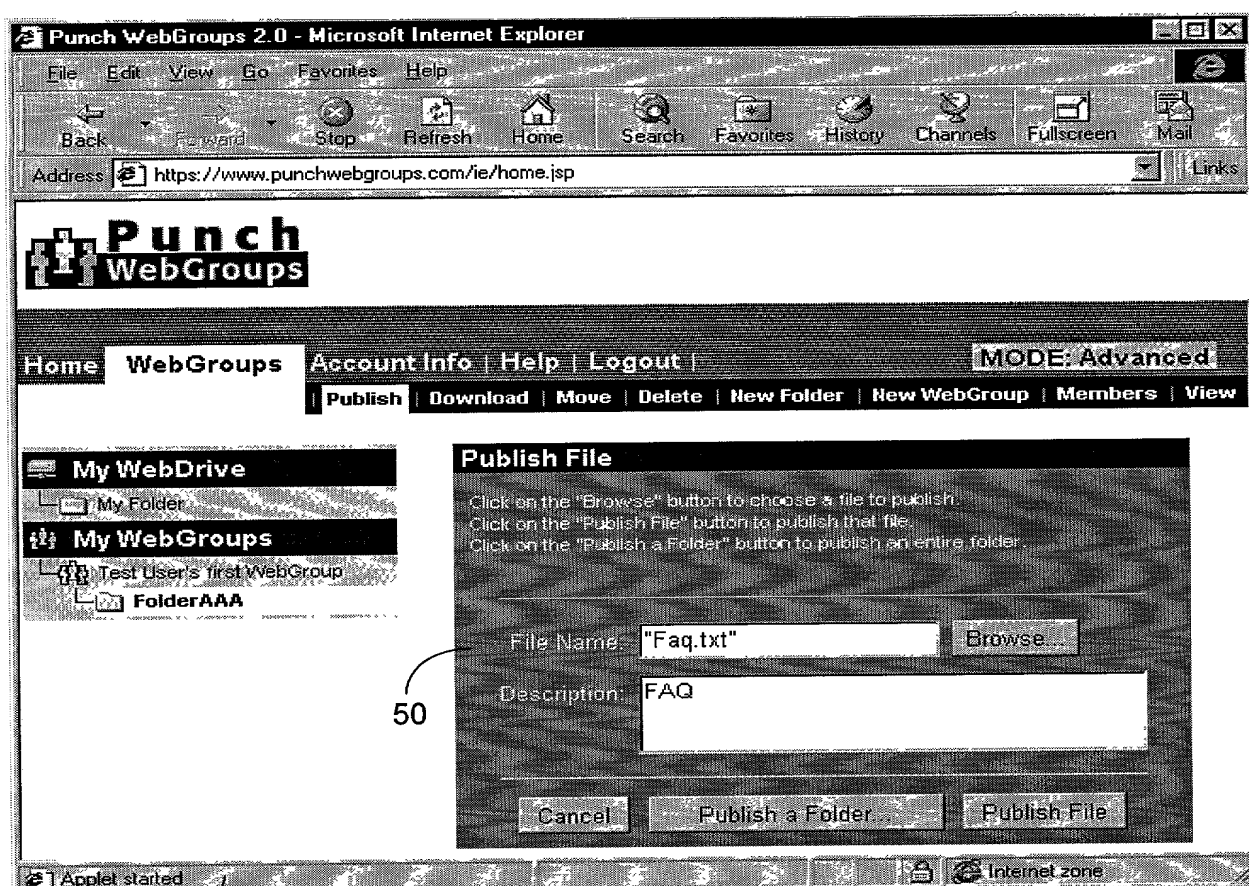 Punch WebGroups 2.0 - Microsoft Internet Explorer
File Edit View Go Favorites Help
Back Forward Stop Refresh Home Search Favorites History Channels Fullscreen Mail
Address https://www.punchwebgroups.com/ie/home.jsp Links
Punch
WebGroups
Home WebGroups Account Info | Help | Logout | MODE: Advanced
| Publish | Download | Move | Delete | New Folder | New WebGroup | Members | View
My WebDrive
My Folder
My WebGroups
Test User's first WebGroup
FolderAAA
Publish File
Click on the "Browse" button to choose a file to publish.
Click on the "Publish File" button to publish that file.
Click on the "Publish a Folder" button to publish an entire folder.
File Name: "Faq.txt" Browse...
Description: FAQ
50
Cancel Publish a Folder... Publish File
Applet started Internet zone